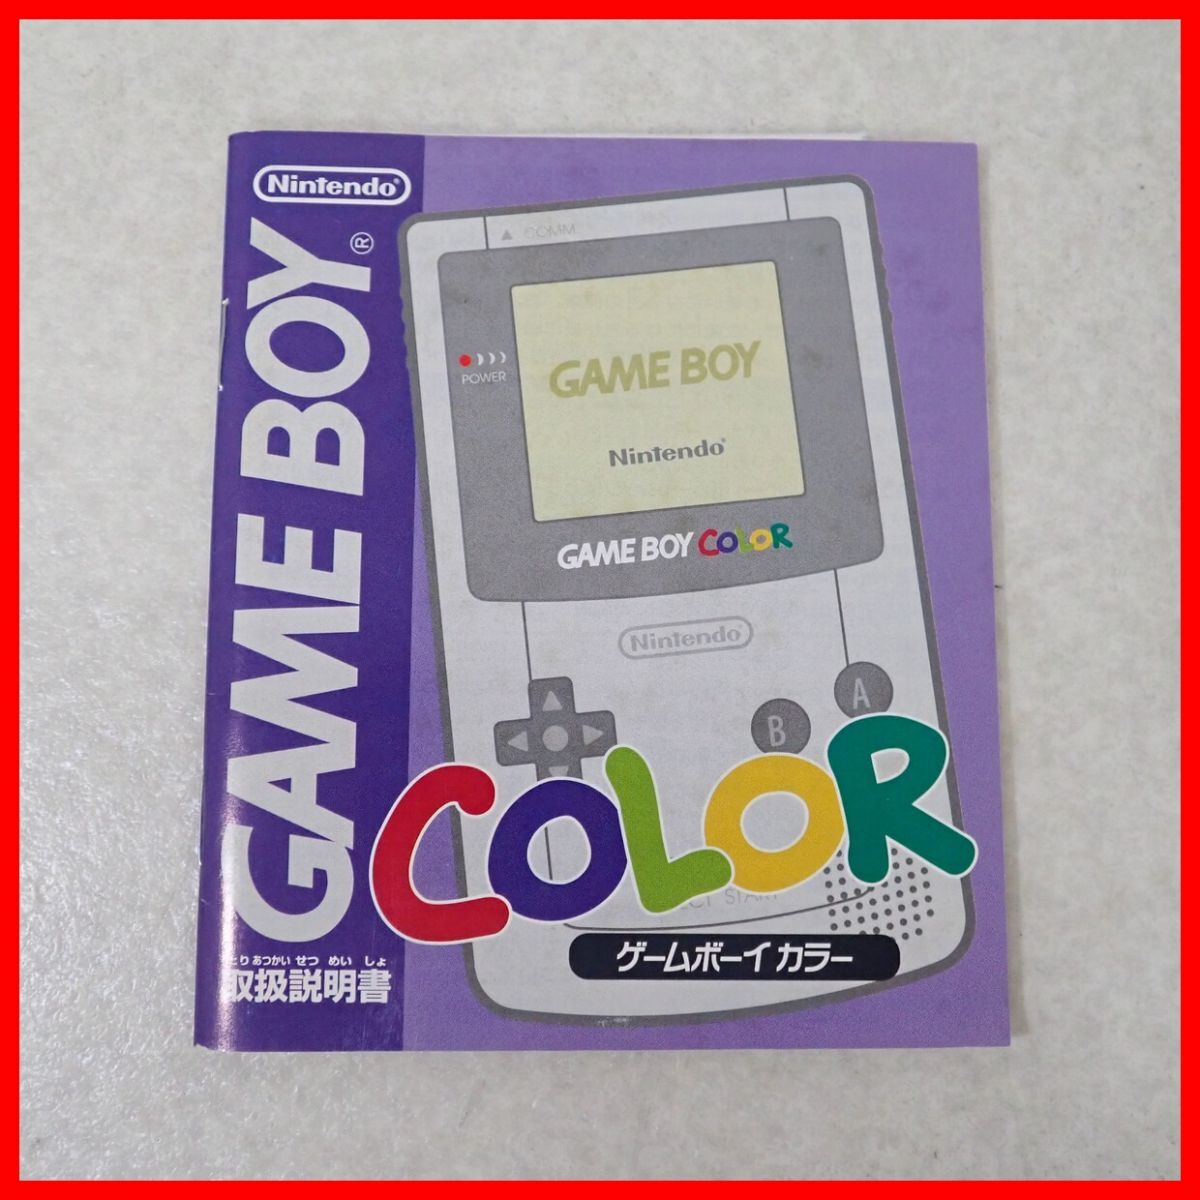 Nintendo®
GAME BOY®
▲ COMM.
POWER
GAME BOY
Nintendo®
GAME BOY COLOR
Nintendo®
A
B
COLOR
START
ゲームボーイ カラー
とり あつかい せつ めい しょ
取扱説明書